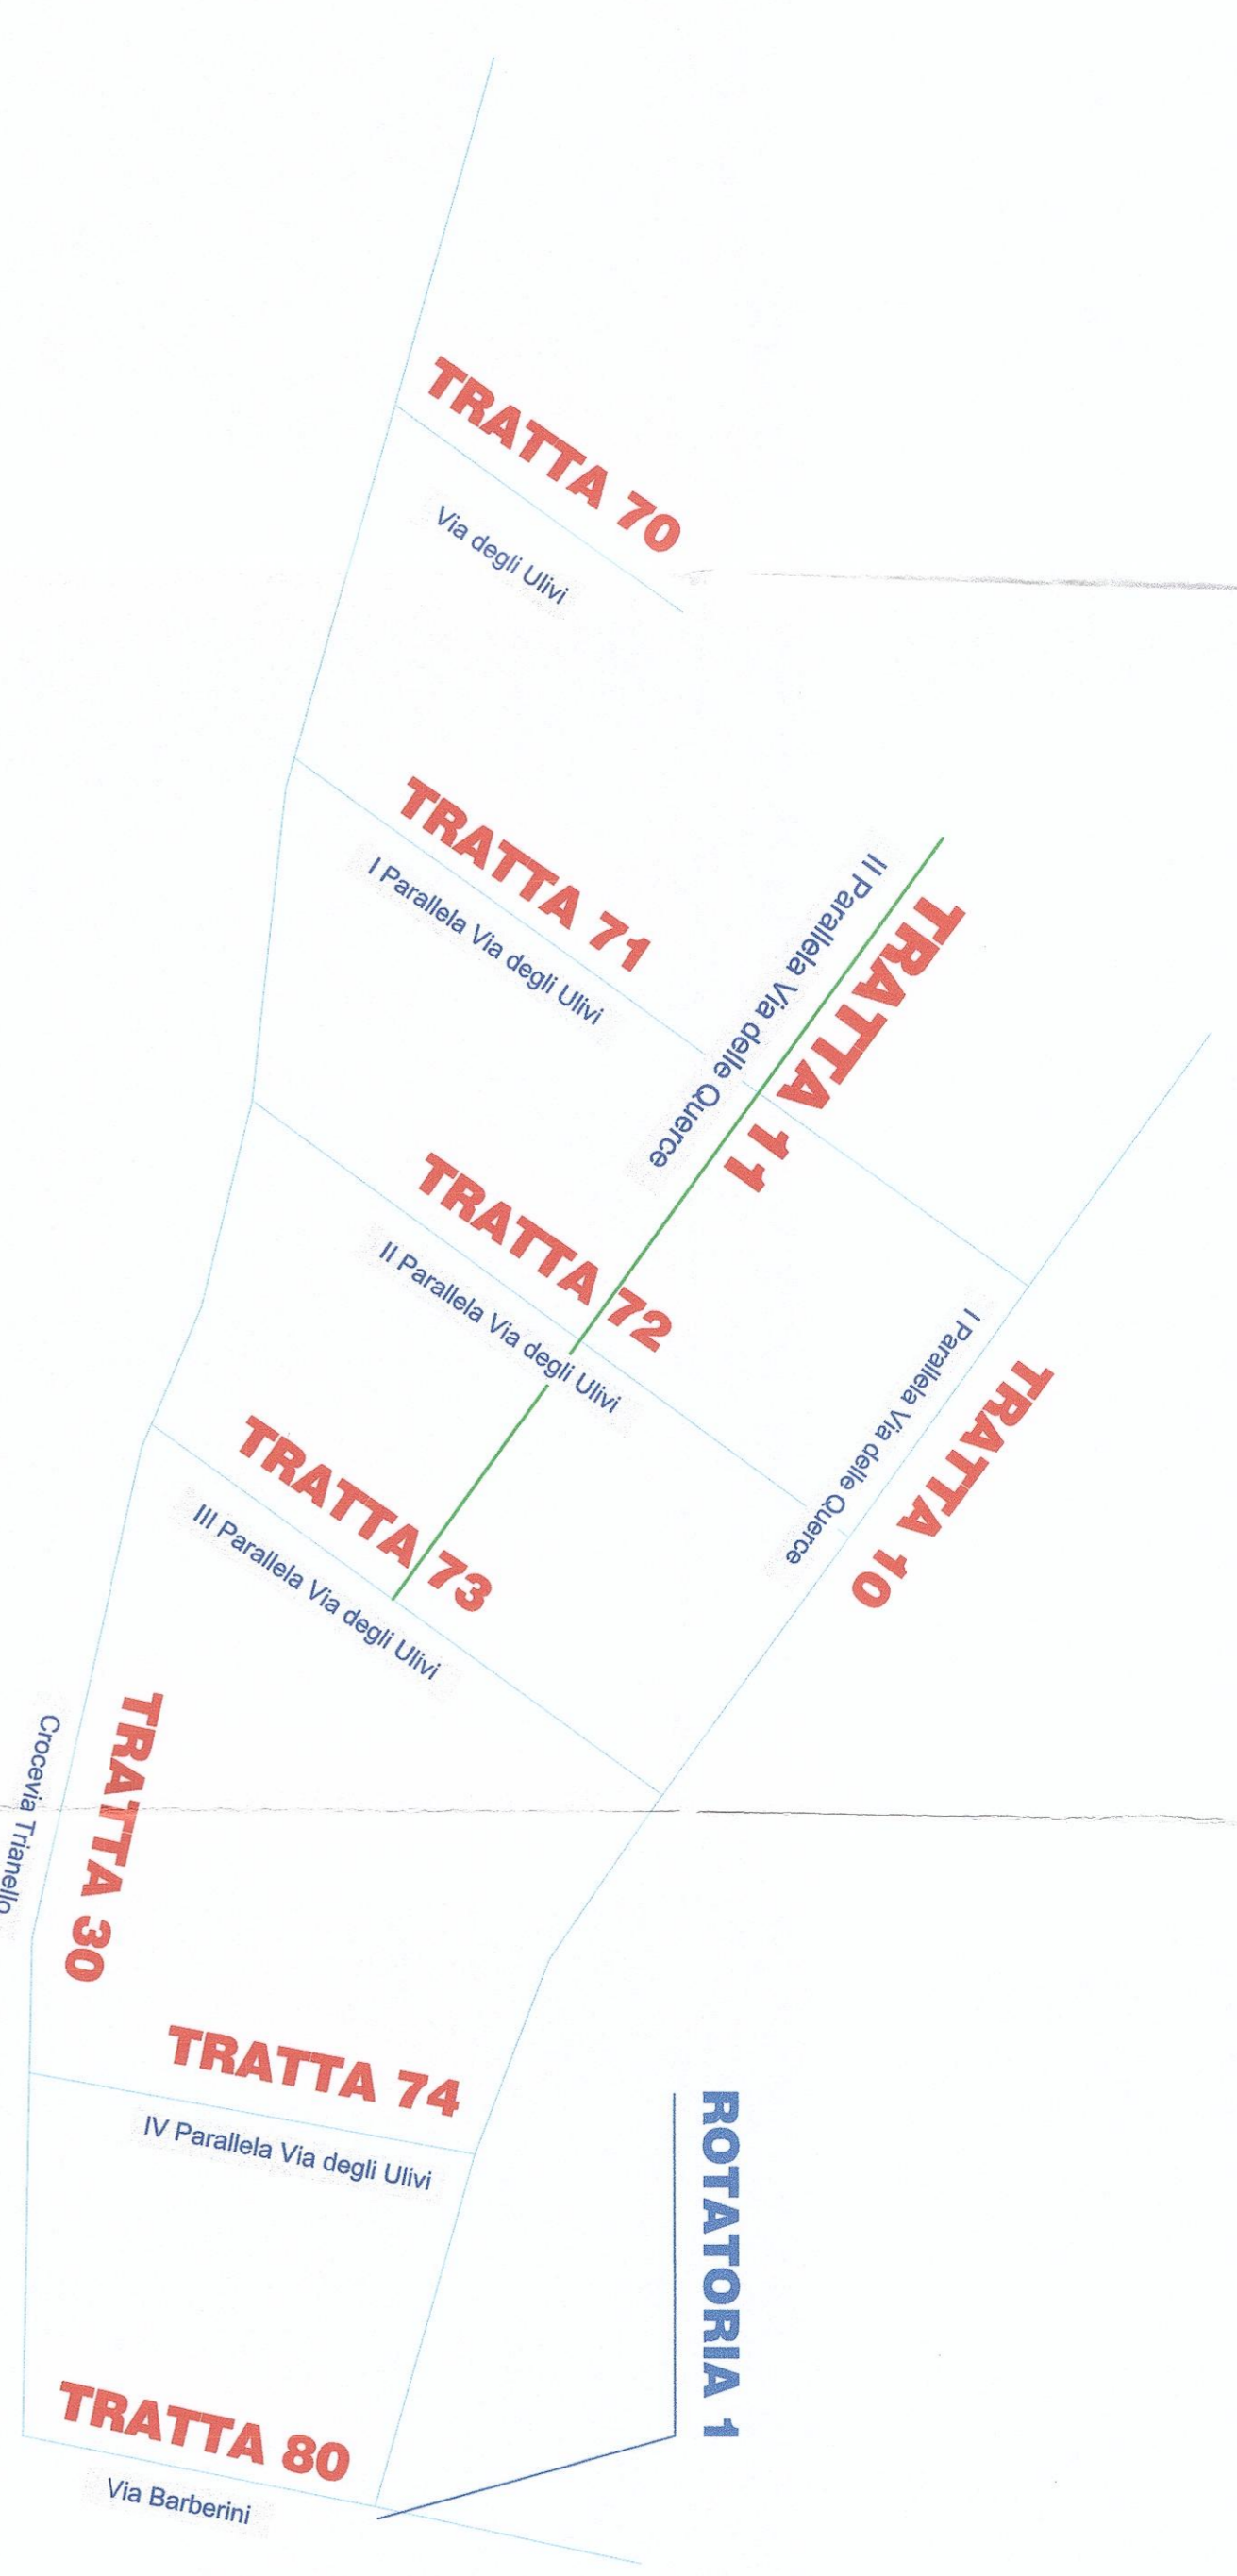 TRATTA 70
Via degli Ulivi
TRATTA 71
I Parallela Via degli Ulivi
II Parallela Via delle Querce
TRATTA 11
TRATTA 72
II Parallela Via degli Ulivi
I Parallela Via delle Querce
TRATTA 10
TRATTA 73
III Parallela Via degli Ulivi
TRATTA 30
Crocevia Trianello
TRATTA 74
IV Parallela Via degli Ulivi
ROTATORIA 1
TRATTA 80
Via Barberini